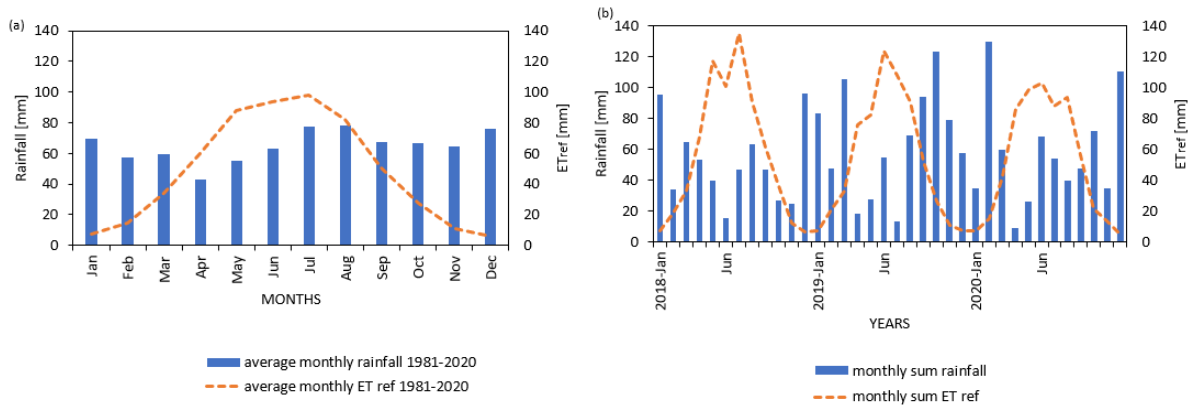 (a)
Rainfall [mm]
140
120
100
80
60
40
20
0
140
120
100
80
60
40
20
0
ETref [mm]
Jan Feb Mar Apr May Jun Jul Aug Sep Oct Nov Dec
MONTHS
average monthly rainfall 1981-2020
average monthly ET ref 1981-2020
(b)
Rainfall [mm]
140
120
100
80
60
40
20
0
140
120
100
80
60
40
20
0
ETref [mm]
2018-Jan Jun 2019-Jan Jun 2020-Jan Jun
YEARS
monthly sum rainfall
monthly sum ET ref